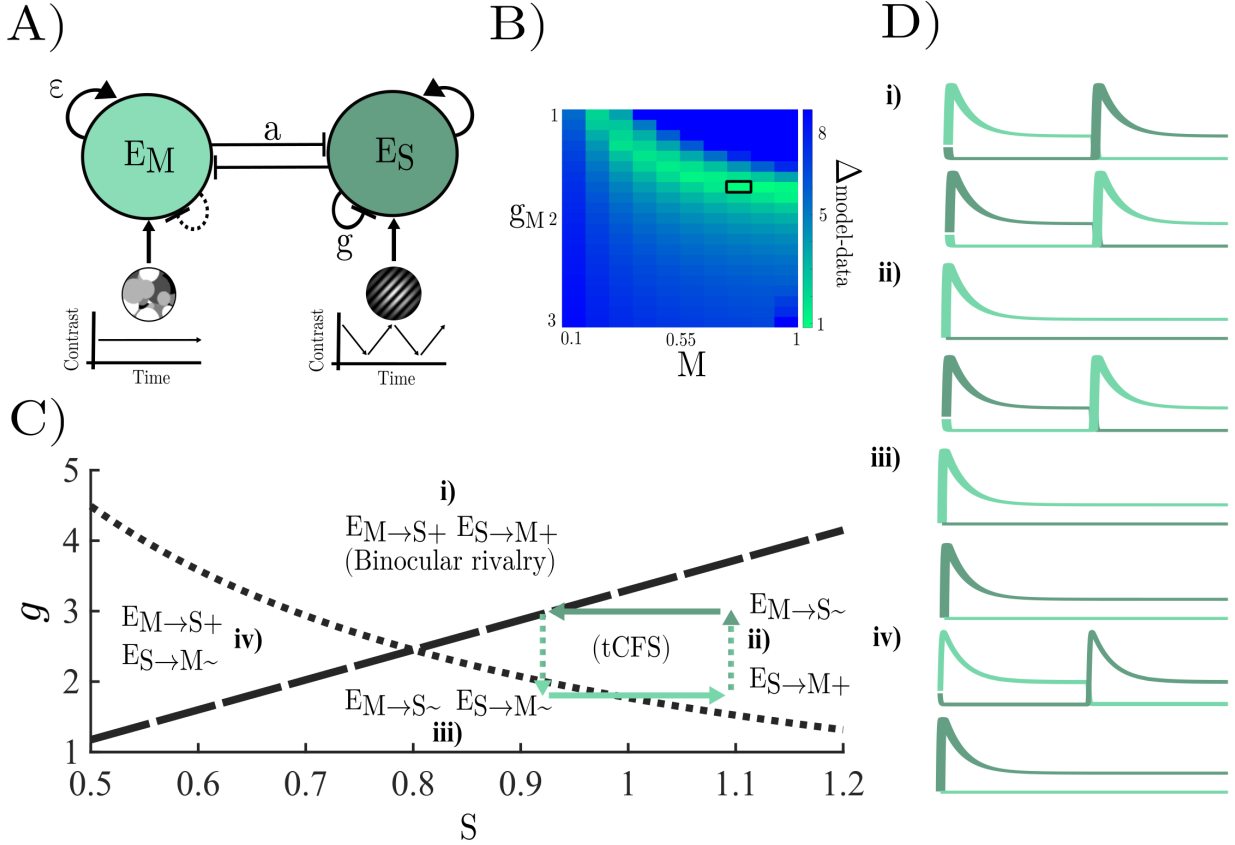 A)
ε
E_M
a
E_S
g
Contrast
Time
Contrast
Time
B)
1
g_M 2
3
0.1
0.55
1
M
8
5
1
Δ_model-data
C)
5
4
3
2
1
g
i)
E_M→S+ E_S→M+
(Binocular rivalry)
E_M→S+
iv)
E_S→M~
E_M→S~
(tCFS)
ii)
E_S→M+
E_M→S~ E_S→M~
iii)
0.5
0.6
0.7
0.8
0.9
1
1.1
1.2
S
D)
i)
ii)
iii)
iv)